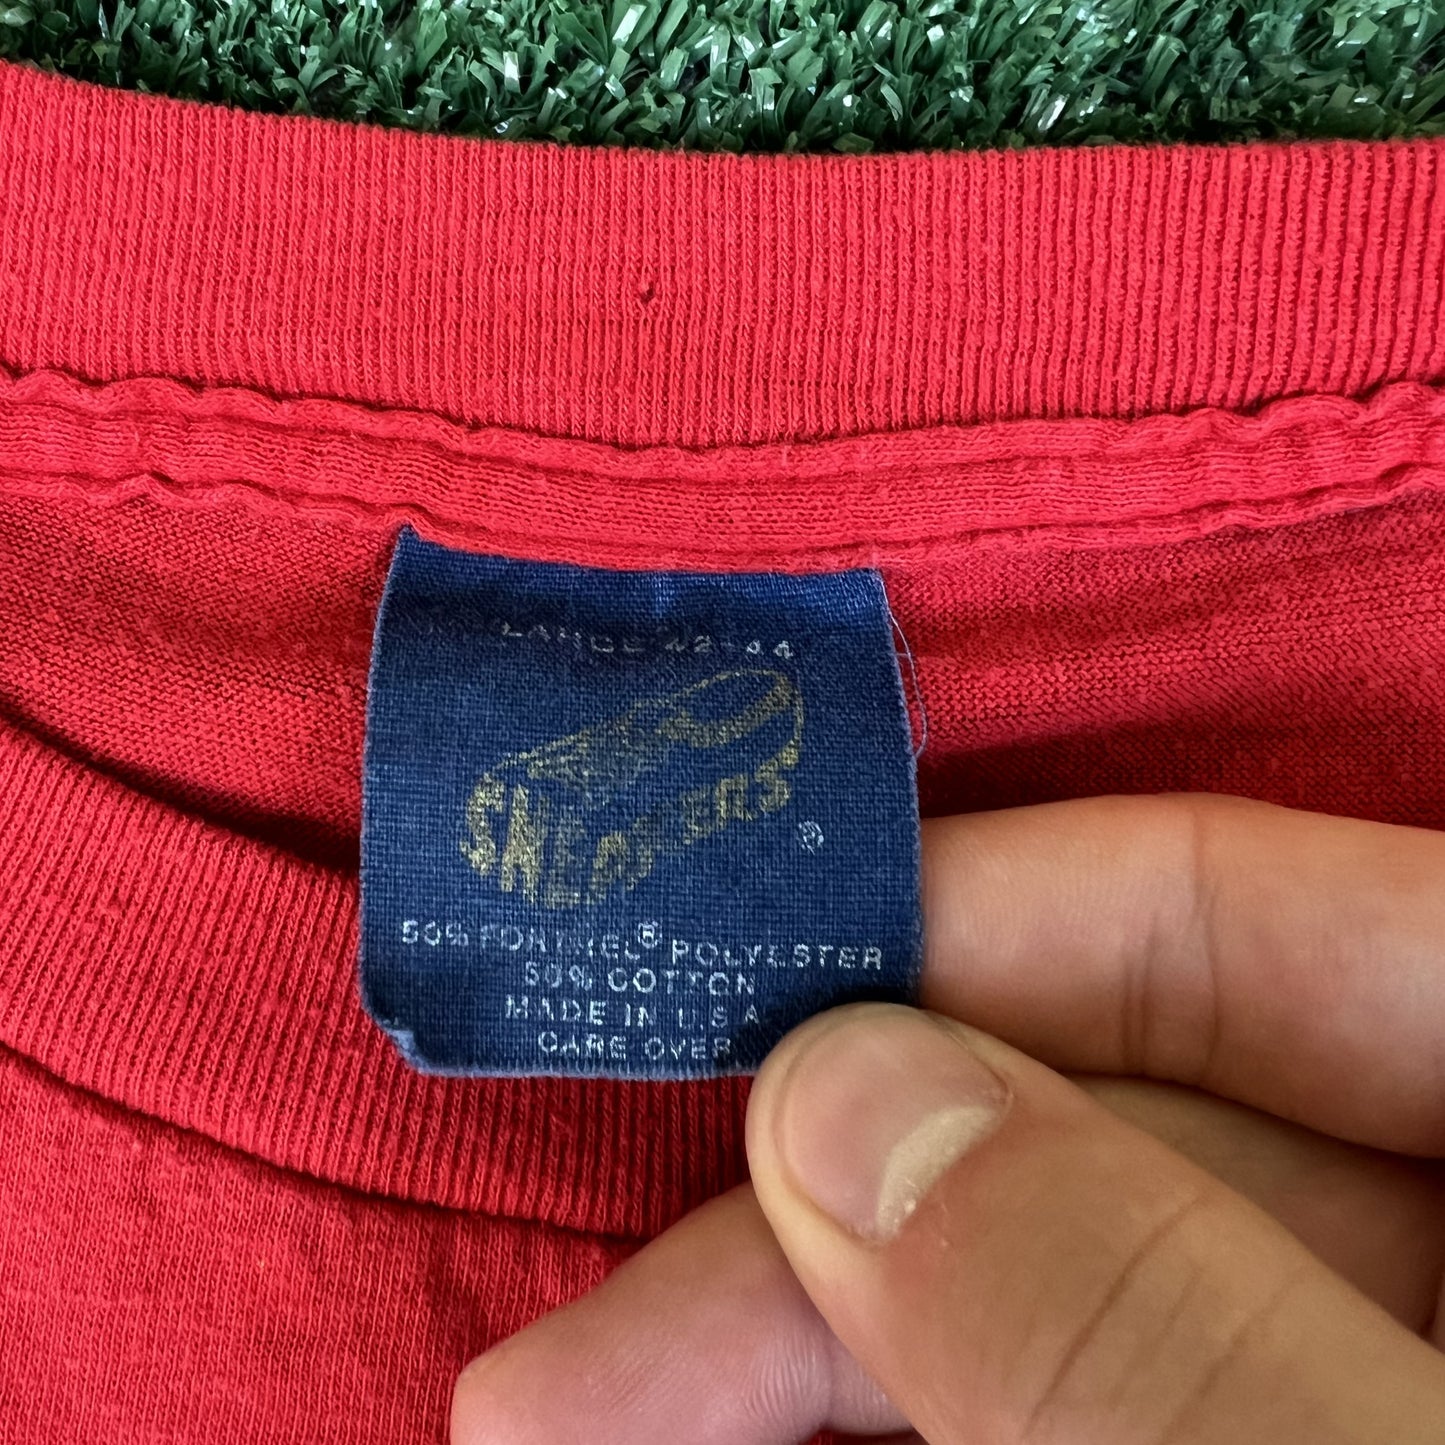 LARGE 42-44
SNEAKERS®
50% FORTREL® POLYESTER
50% COTTON
MADE IN U.S.A
CARE OVER